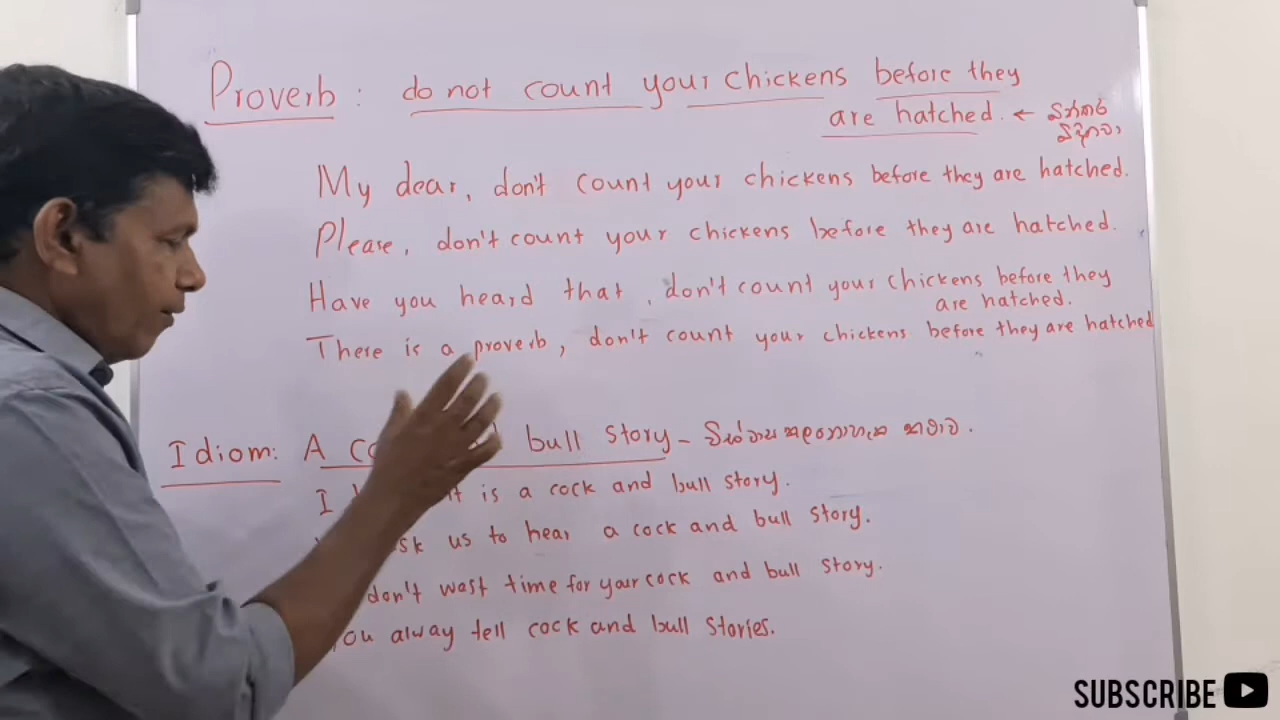 Proverb : do not count your chickens before they
are hatched. ←
My dear, don't count your chickens before they are hatched.
Please, don't count your chickens before they are hatched.
Have you heard that, don't count your chickens before they
are hatched.
There is a proverb, don't count your chickens before they are hatched
Idiom: A bull story -
I is a cock and bull story.
us to hear a cock and bull story.
don't wast time for your cock and bull story.
you alway tell cock and bull stories.
SUBSCRIBE